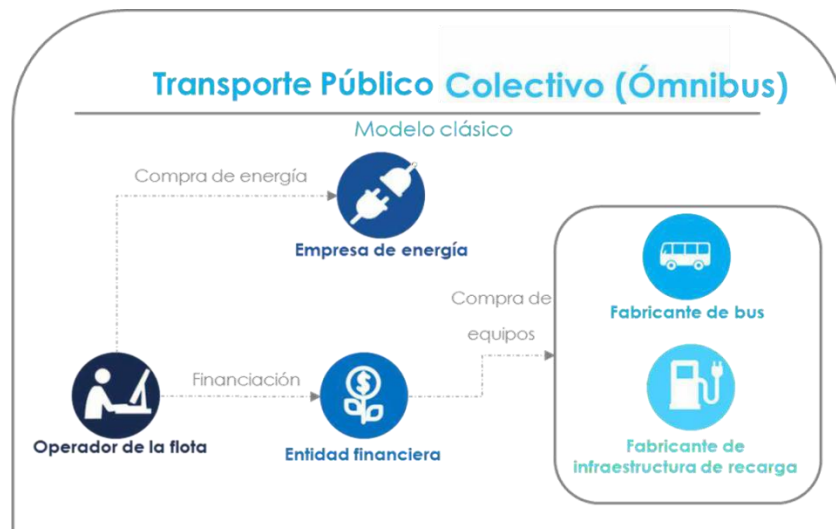 Transporte Público Colectivo (Ómnibus)
Modelo clásico
Compra de energía
Empresa de energía
Compra de
equipos
Fabricante de bus
Financiación
Operador de la flota
Entidad financiera
Fabricante de
infraestructura de recarga